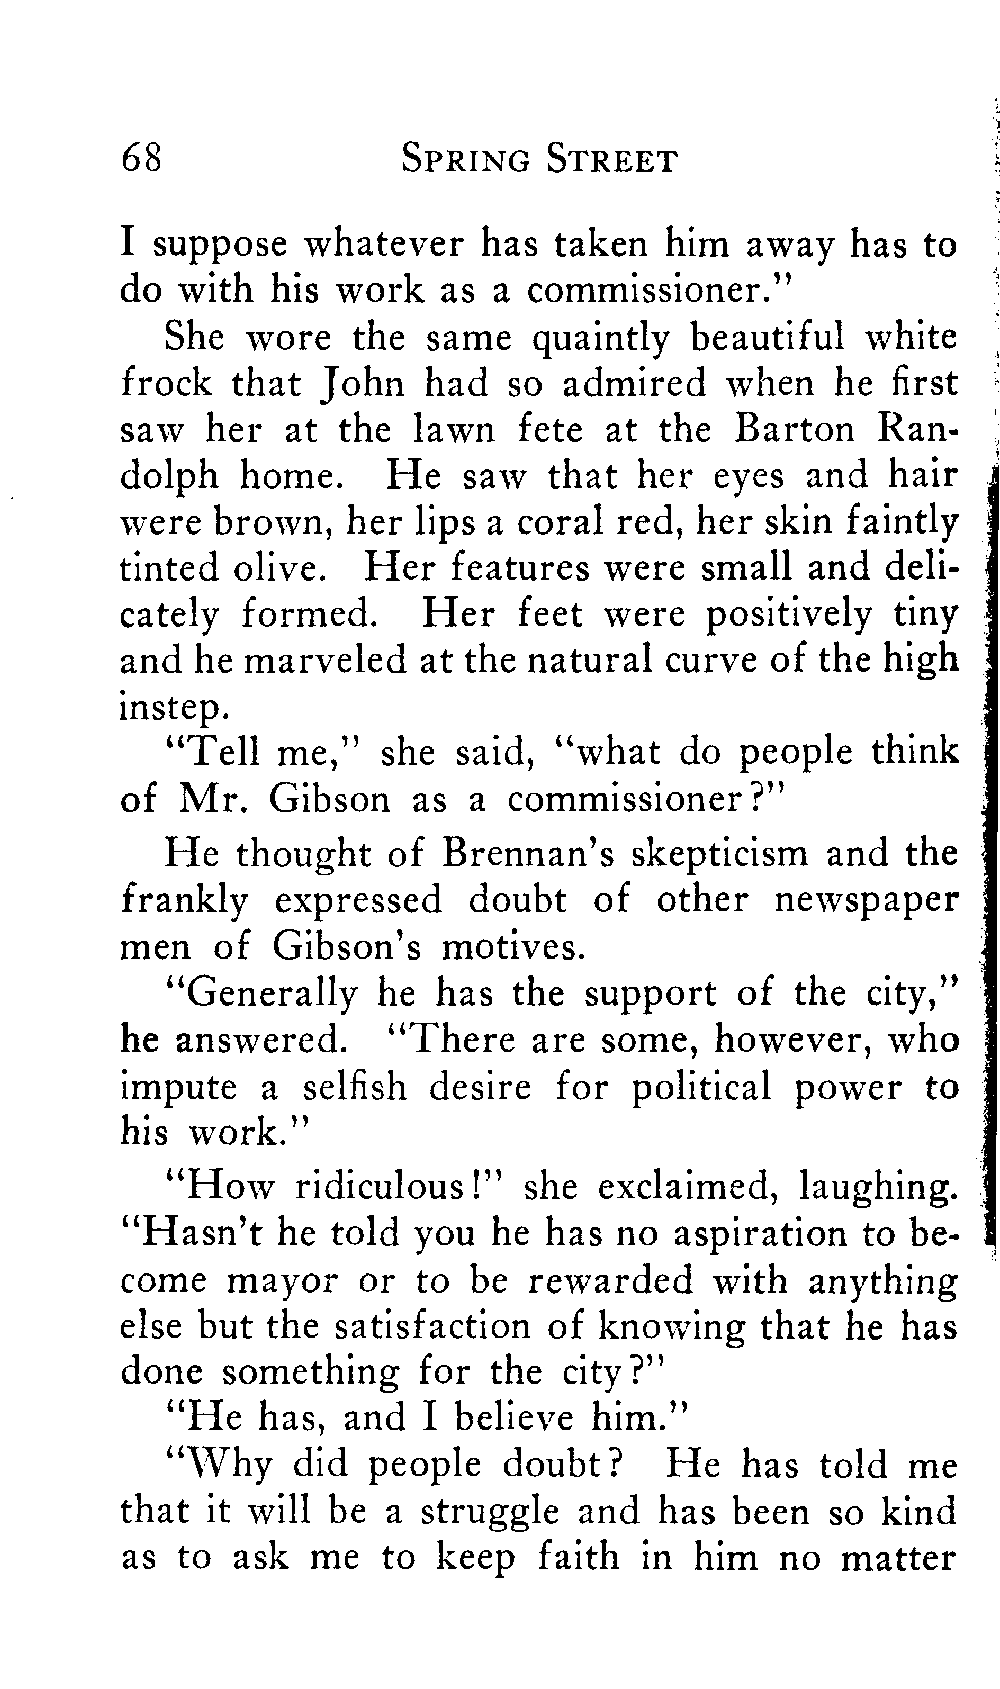 68 SPRING STREET
I suppose whatever has taken him away has to
do with his work as a commissioner."
She wore the same quaintly beautiful white
frock that John had so admired when he first
saw her at the lawn fete at the Barton Ran-
dolph home. He saw that her eyes and hair
were brown, her lips a coral red, her skin faintly
tinted olive. Her features were small and deli-
cately formed. Her feet were positively tiny
and he marveled at the natural curve of the high
instep.
"Tell me," she said, "what do people think
of Mr. Gibson as a commissioner?"
He thought of Brennan's skepticism and the
frankly expressed doubt of other newspaper
men of Gibson's motives.
"Generally he has the support of the city,"
he answered. "There are some, however, who
impute a selfish desire for political power to
his work."
"How ridiculous!" she exclaimed, laughing.
"Hasn't he told you he has no aspiration to be-
come mayor or to be rewarded with anything
else but the satisfaction of knowing that he has
done something for the city?"
"He has, and I believe him."
"Why did people doubt? He has told me
that it will be a struggle and has been so kind
as to ask me to keep faith in him no matter